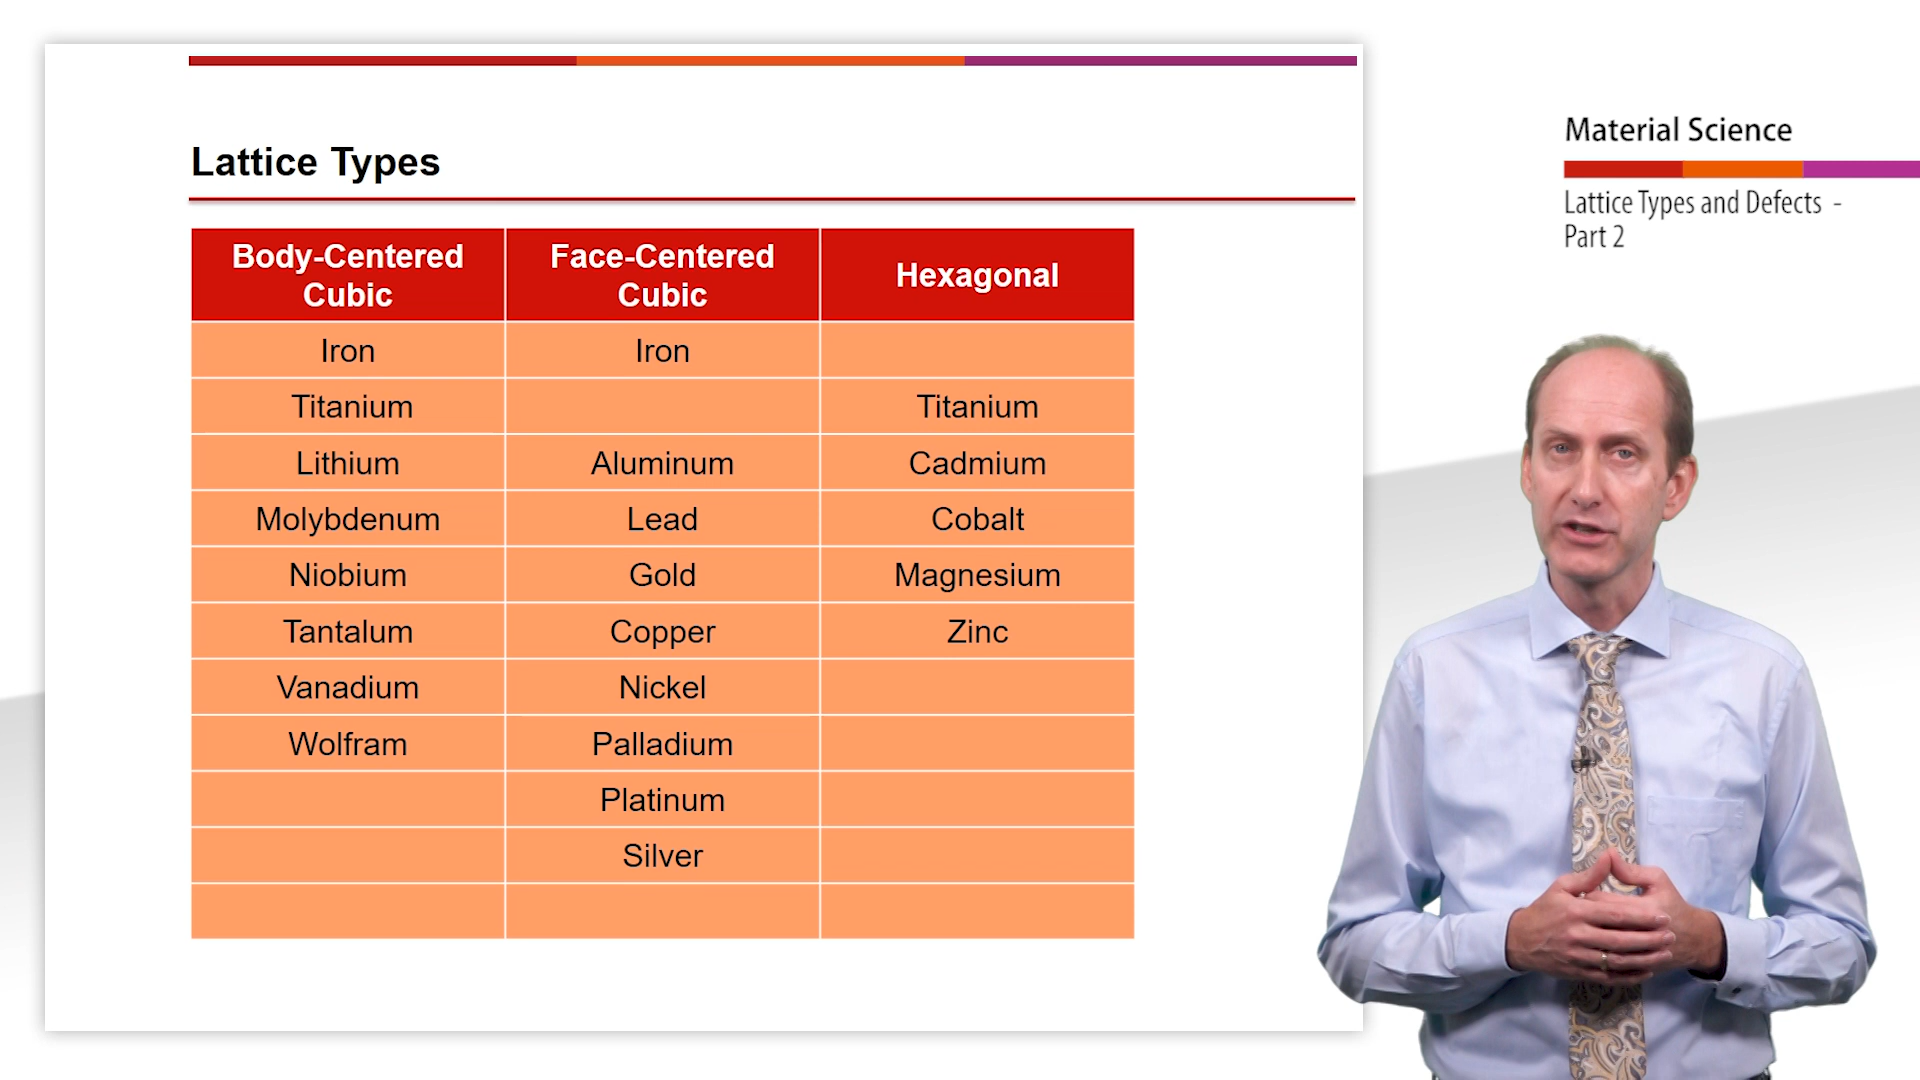 Lattice Types
Body-Centered Cubic
Face-Centered Cubic
Hexagonal
Iron
Iron
Titanium
Titanium
Lithium
Aluminum
Cadmium
Molybdenum
Lead
Cobalt
Niobium
Gold
Magnesium
Tantalum
Copper
Zinc
Vanadium
Nickel
Wolfram
Palladium
Platinum
Silver
Material Science
Lattice Types and Defects -
Part 2